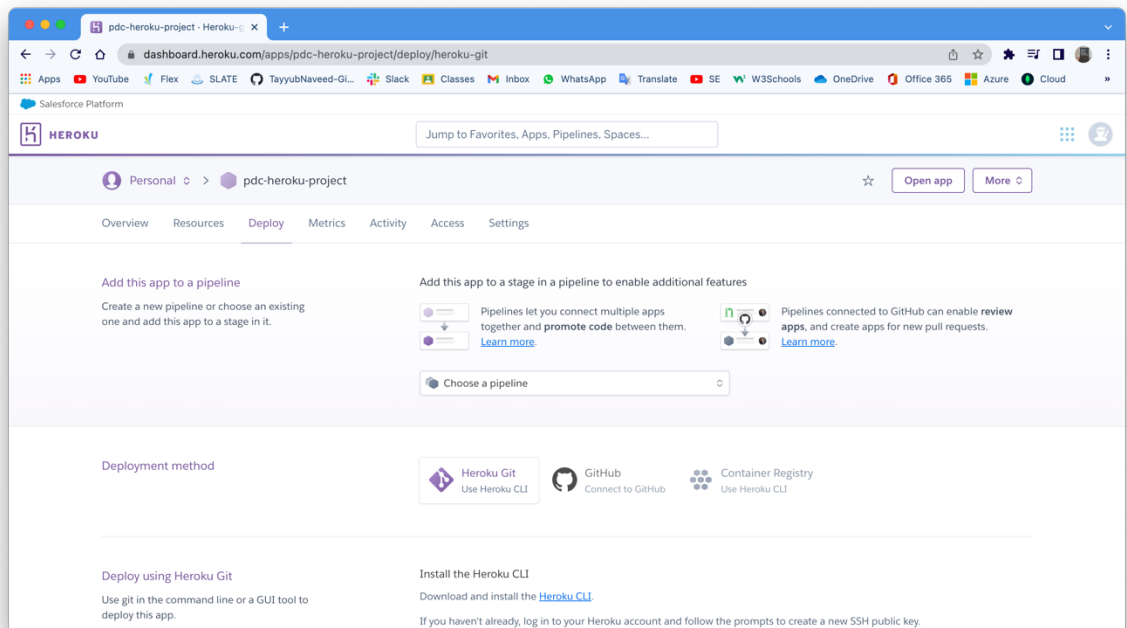 pdc-heroku-project · Heroku-g
dashboard.heroku.com/apps/pdc-heroku-project/deploy/heroku-git
Apps YouTube Flex SLATE TayyubNaveed-Gi... Slack Classes Inbox WhatsApp Translate SE W3Schools OneDrive Office 365 Azure Cloud »
Salesforce Platform
HEROKU
Jump to Favorites, Apps, Pipelines, Spaces...
Personal > pdc-heroku-project Open app More
Overview Resources Deploy Metrics Activity Access Settings
Add this app to a pipeline
Create a new pipeline or choose an existing
one and add this app to a stage in it.
Add this app to a stage in a pipeline to enable additional features
Pipelines let you connect multiple apps
together and promote code between them.
Learn more.
Pipelines connected to GitHub can enable review
apps, and create apps for new pull requests.
Learn more.
Choose a pipeline
Deployment method
Heroku Git
Use Heroku CLI
GitHub
Connect to GitHub
Container Registry
Use Heroku CLI
Deploy using Heroku Git
Use git in the command line or a GUI tool to
deploy this app.
Install the Heroku CLI
Download and install the Heroku CLI.
If you haven't already, log in to your Heroku account and follow the prompts to create a new SSH public key.